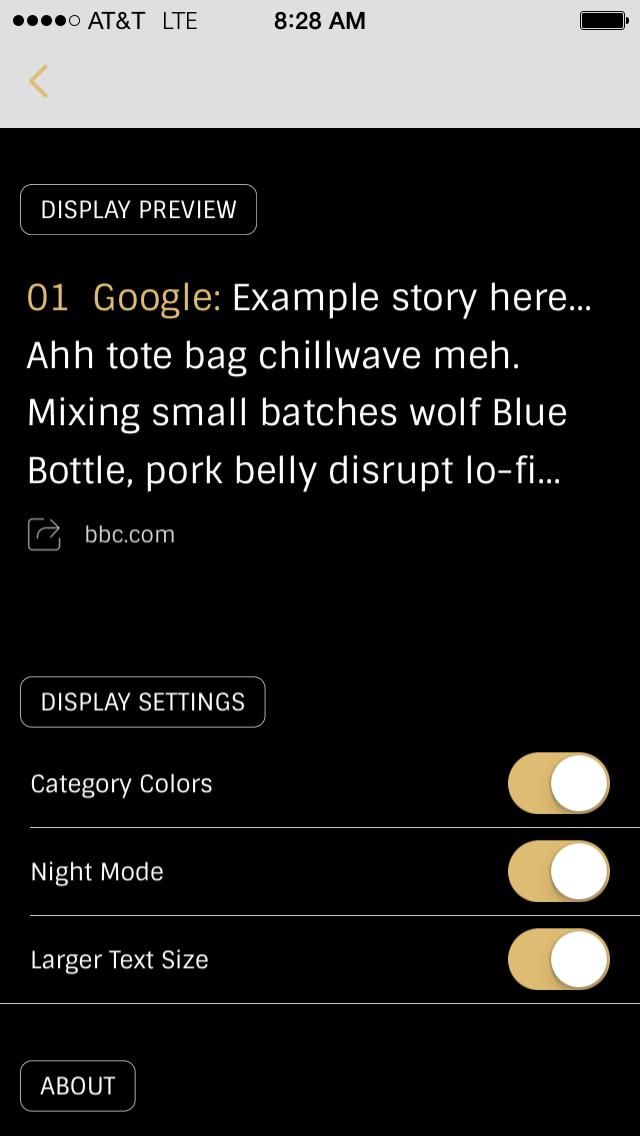 AT&T LTE 8:28 AM
DISPLAY PREVIEW
01 Google: Example story here...
Ahh tote bag chillwave meh.
Mixing small batches wolf Blue
Bottle, pork belly disrupt lo-fi...
bbc.com
DISPLAY SETTINGS
Category Colors
Night Mode
Larger Text Size
ABOUT